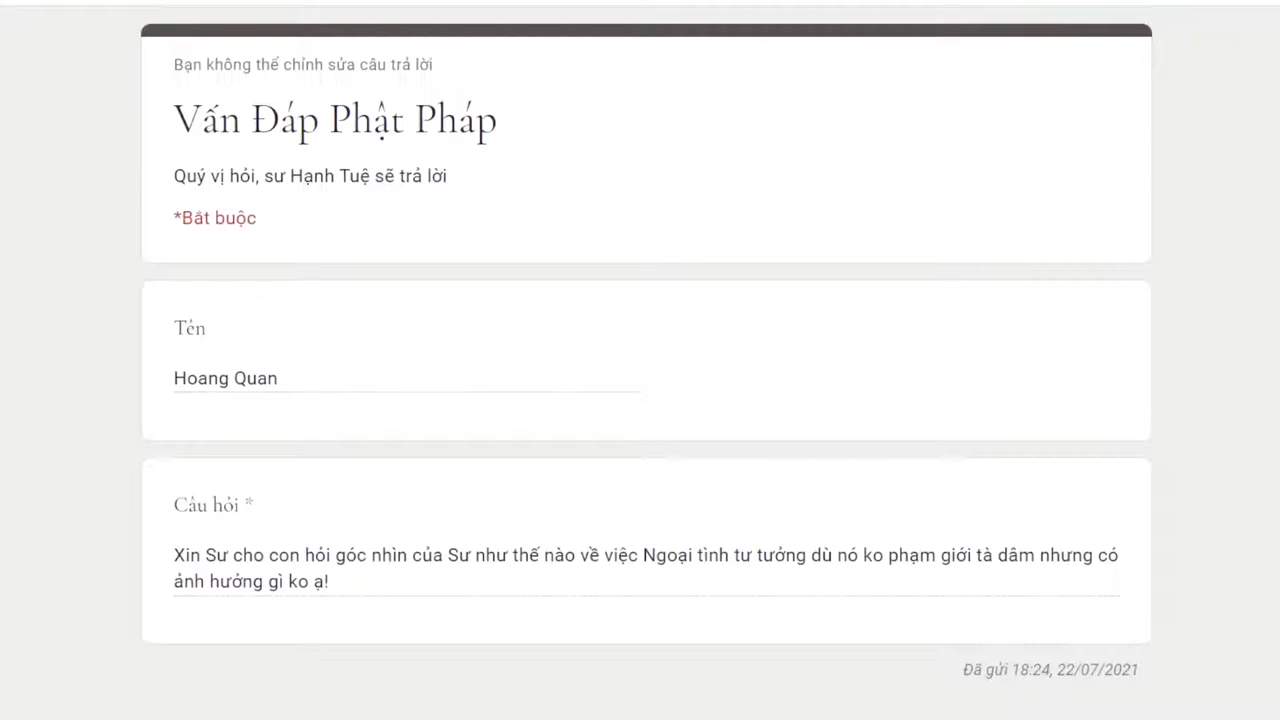 Bạn không thể chỉnh sửa câu trả lời
Vấn Đáp Phật Pháp
Quý vị hỏi, sư Hạnh Tuệ sẽ trả lời
*Bắt buộc
Tên
Hoang Quan
Câu hỏi *
Xin Sư cho con hỏi góc nhìn của Sư như thế nào về việc Ngoại tình tư tưởng dù nó ko phạm giới tà dâm nhưng có
ảnh hưởng gì ko ạ!
Đã gửi 18:24, 22/07/2021